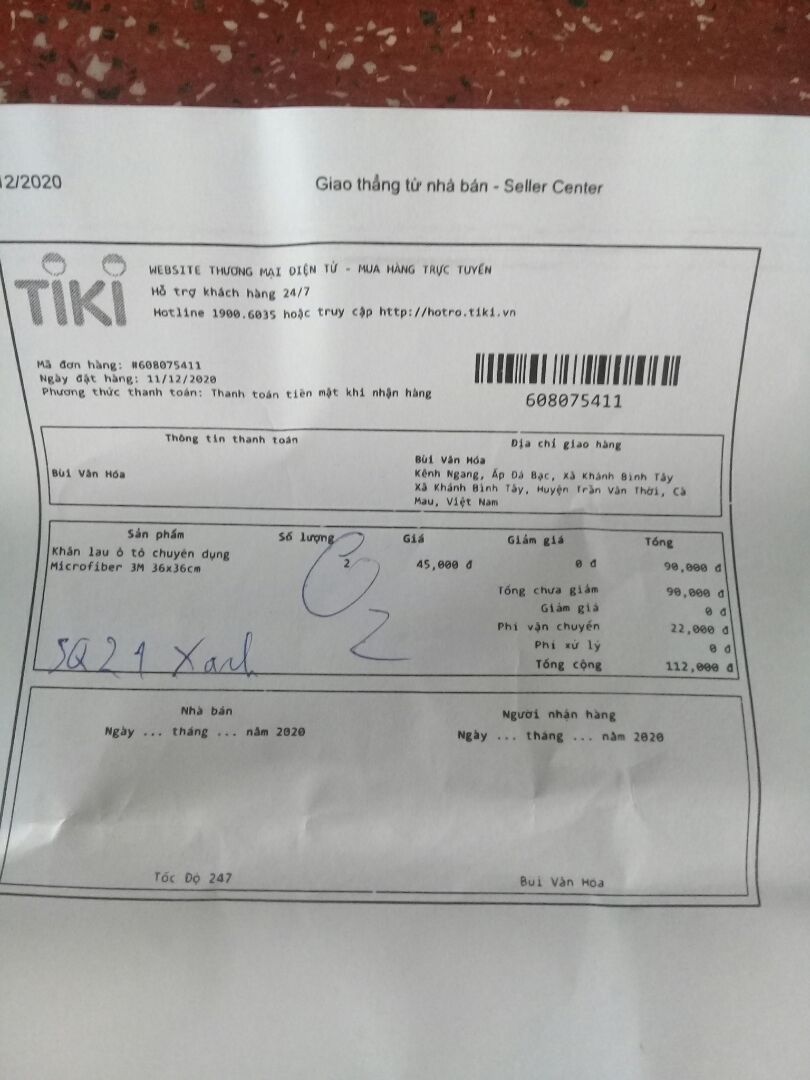 12/2020
Giao thẳng từ nhà bán - Seller Center
TIKI
WEBSITE THƯƠNG MẠI ĐIỆN TỬ - MUA HÀNG TRỰC TUYẾN
Hỗ trợ khách hàng 24/7
Hotline 1900.6035 hoặc truy cập http://hotro.tiki.vn
Mã đơn hàng: #608075411
Ngày đặt hàng: 11/12/2020
Phương thức thanh toán: Thanh toán tiền mặt khi nhận hàng
608075411
Thông tin thanh toán
Bùi Văn Hóa
Địa chỉ giao hàng
Bùi Văn Hóa
Kênh Ngang, Ấp Đá Bạc, Xã Khánh Bình Tây
Xã Khánh Bình Tây, Huyện Trần Văn Thời, Cà
Mau, Việt Nam
Sản phẩm Số lượng Giá Giảm giá Tổng
Khăn lau ô tô chuyên dụng
Microfiber 3M 36x36cm 2 45,000 đ 0 đ 90,000 đ
Tổng chưa giảm 90,000 đ
Giảm giá 0 đ
Phí vận chuyển 22,000 đ
Phí xử lý 0 đ
Tổng cộng 112,000 đ
2
Xanh
Nhà bán
Ngày ... tháng ... năm 2020
Người nhận hàng
Ngày ... tháng ... năm 2020
Tốc Độ 247
Bùi Văn Hóa